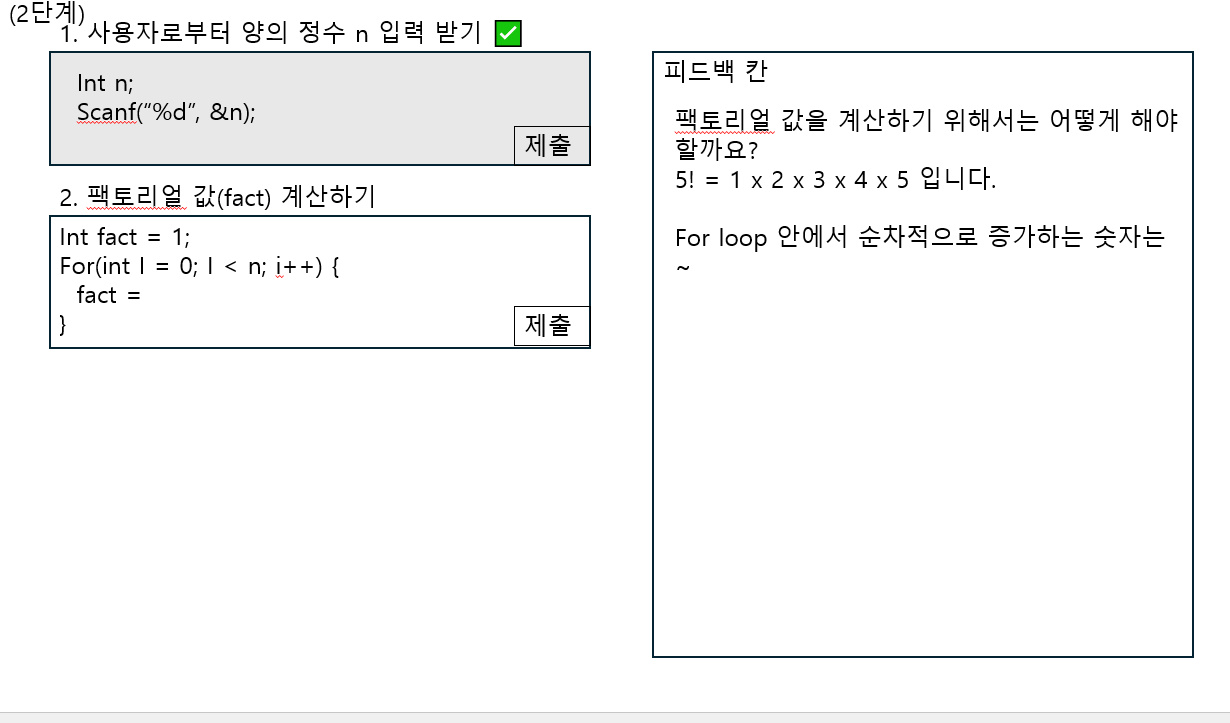 (2단계)
1. 사용자로부터 양의 정수 n 입력 받기 ✅
Int n;
Scanf(“%d”, &n);
제출
2. 팩토리얼 값(fact) 계산하기
Int fact = 1;
For(int I = 0; I < n; i++) {
fact =
}
제출
피드백 칸
팩토리얼 값을 계산하기 위해서는 어떻게 해야
할까요?
5! = 1 x 2 x 3 x 4 x 5 입니다.
For loop 안에서 순차적으로 증가하는 숫자는
~